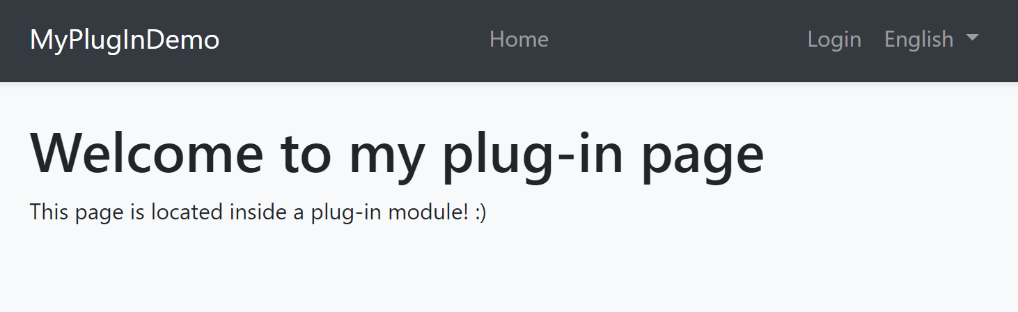 MyPlugInDemo Home Login English
Welcome to my plug-in page
This page is located inside a plug-in module! :)